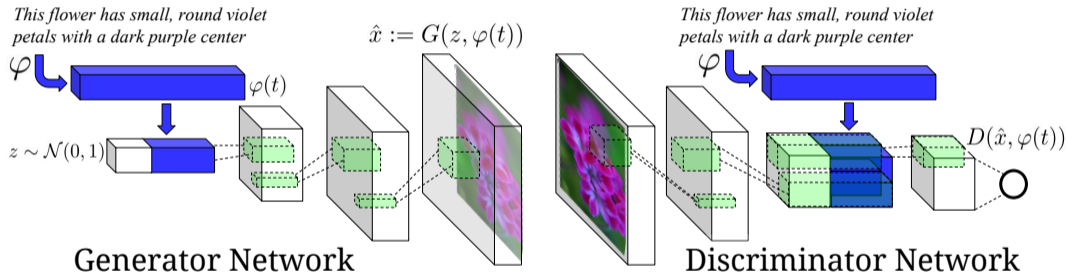 This flower has small, round violet
petals with a dark purple center
φ
φ(t)
z ∼ 𝒩(0, 1)
x̂ := G(z, φ(t))
Generator Network
This flower has small, round violet
petals with a dark purple center
φ
D(x̂, φ(t))
Discriminator Network